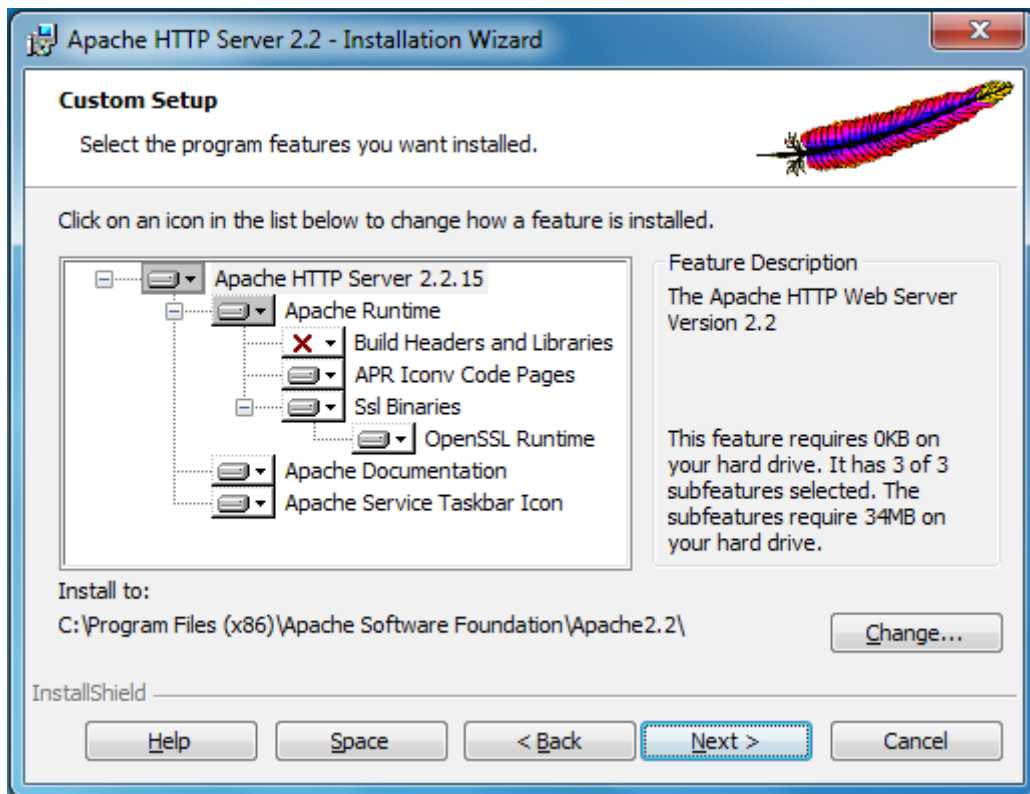 Apache HTTP Server 2.2 - Installation Wizard
Custom Setup
Select the program features you want installed.
Click on an icon in the list below to change how a feature is installed.
Apache HTTP Server 2.2.15
Apache Runtime
Build Headers and Libraries
APR Iconv Code Pages
Ssl Binaries
OpenSSL Runtime
Apache Documentation
Apache Service Taskbar Icon
Feature Description
The Apache HTTP Web Server
Version 2.2
This feature requires 0KB on
your hard drive. It has 3 of 3
subfeatures selected. The
subfeatures require 34MB on
your hard drive.
Install to:
C:\Program Files (x86)\Apache Software Foundation\Apache2.2\
Change...
InstallShield
Help
Space
< Back
Next >
Cancel